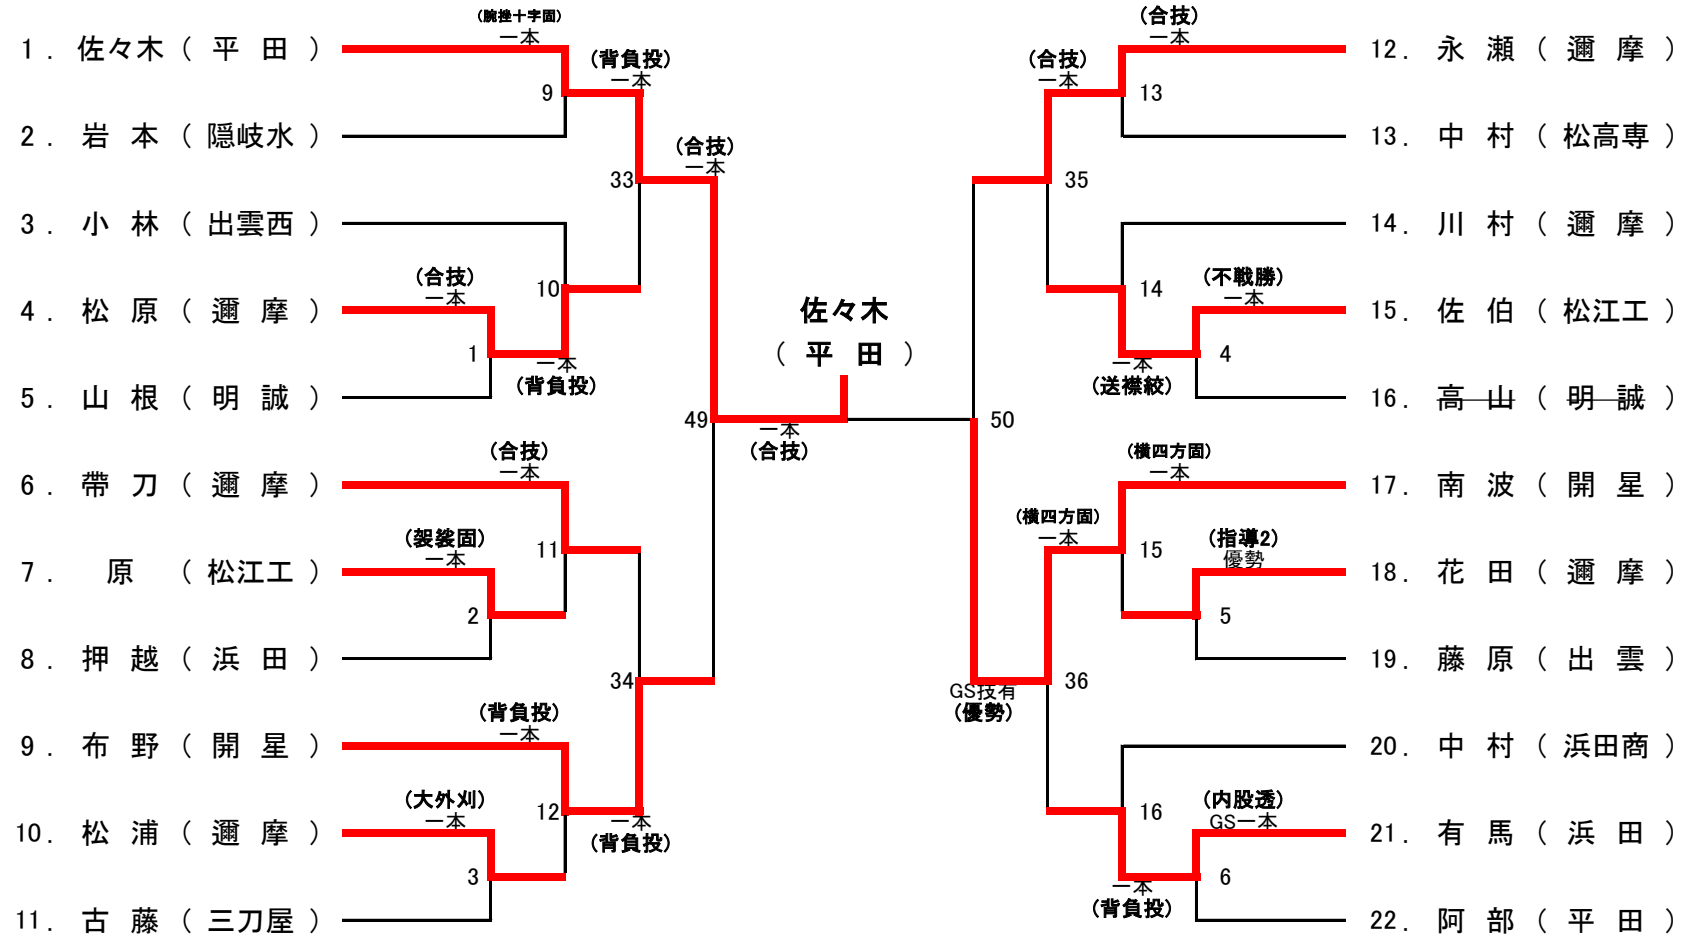 佐々木
（ 平 田 ）
1. 佐々木 （ 平 田 ）
(腕挫十字固)
一本
9
(背負投)
一本
2. 岩 本 （ 隠岐水 ）
33
(合技)
一本
3. 小 林 （ 出雲西 ）
10
4. 松 原 （ 邇 摩 ）
(合技)
一本
1
一本
(背負投)
5. 山 根 （ 明 誠 ）
49
一本
(合技)
6. 帶 刀 （ 邇 摩 ）
(合技)
一本
11
7. 原 （ 松江工 ）
(袈裟固)
一本
2
8. 押 越 （ 浜 田 ）
34
9. 布 野 （ 開 星 ）
(背負投)
一本
12
一本
(背負投)
10. 松 浦 （ 邇 摩 ）
(大外刈)
一本
3
11. 古 藤 （ 三刀屋 ）
(合技)
一本
12. 永 瀬 （ 邇 摩 ）
(合技)
一本
13
13. 中 村 （ 松高専 ）
35
14. 川 村 （ 邇 摩 ）
14
(不戦勝)
一本
15. 佐 伯 （ 松江工 ）
一本
(送襟絞)
4
16. 高 山 （ 明 誠 ）
50
(横四方固)
一本
17. 南 波 （ 開 星 ）
(横四方固)
一本
15
(指導2)
優勢
18. 花 田 （ 邇 摩 ）
5
19. 藤 原 （ 出 雲 ）
GS技有
(優勢)
36
20. 中 村 （ 浜田商 ）
16
(内股透)
GS一本
21. 有 馬 （ 浜 田 ）
一本
(背負投)
6
22. 阿 部 （ 平 田 ）